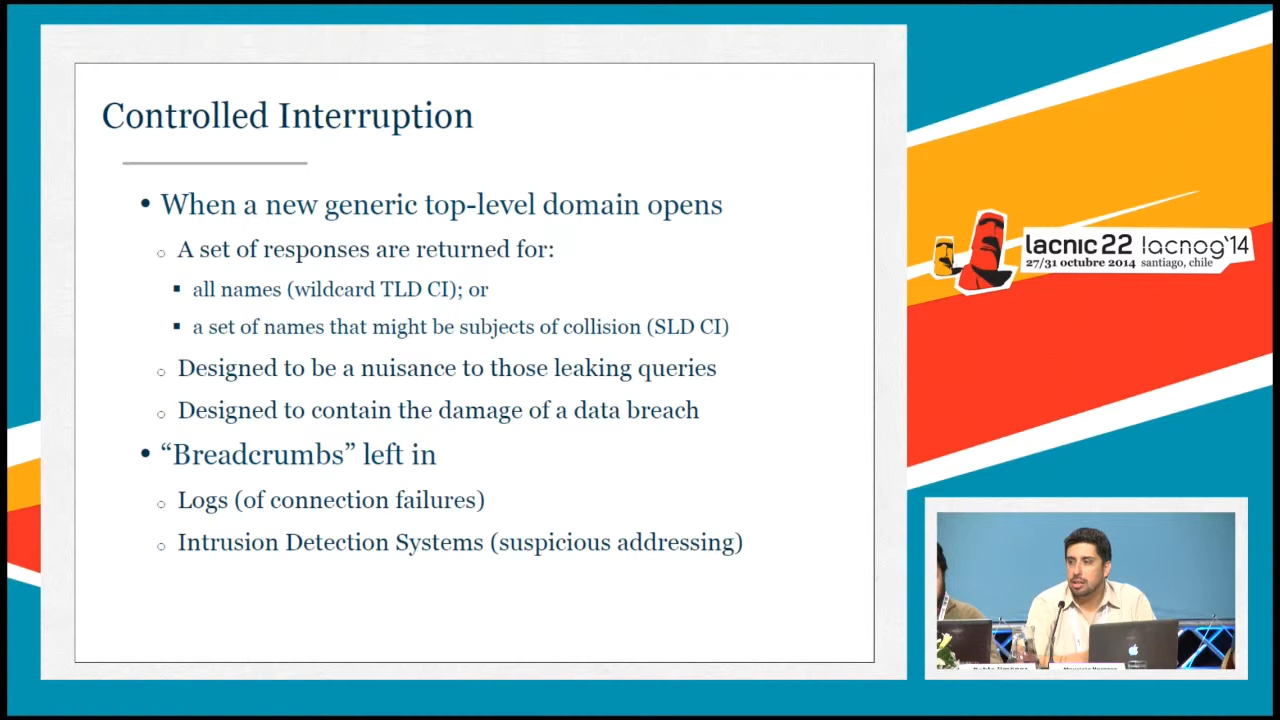 Controlled Interruption
• When a new generic top-level domain opens
○ A set of responses are returned for:
▪ all names (wildcard TLD CI); or
▪ a set of names that might be subjects of collision (SLD CI)
○ Designed to be a nuisance to those leaking queries
○ Designed to contain the damage of a data breach
• “Breadcrumbs” left in
○ Logs (of connection failures)
○ Intrusion Detection Systems (suspicious addressing)
lacnic 22 lacnog'14
27/31 octubre 2014 santiago, chile